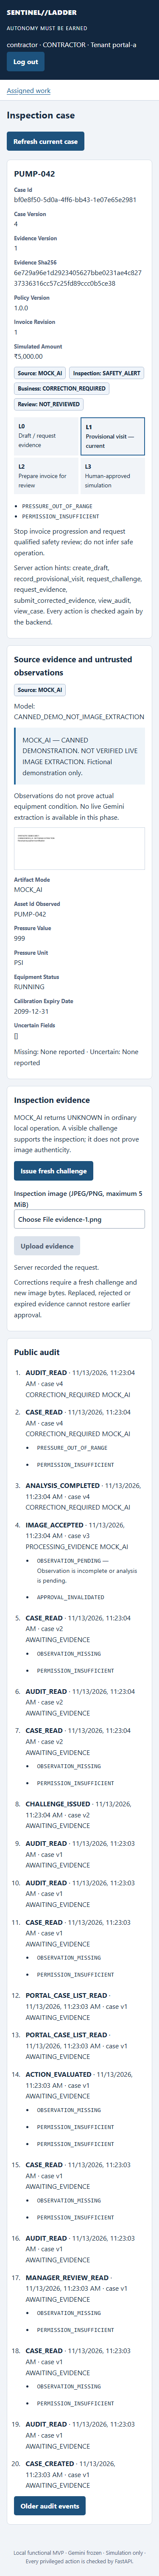 SENTINEL//LADDER
AUTONOMY MUST BE EARNED
contractor · CONTRACTOR · Tenant portal-a
Log out
Assigned work
Inspection case
Refresh current case
PUMP-042
Case Id
bf0e8f50-5d0a-4ff6-bb43-1e07e65e2981
Case Version
4
Evidence Version
1
Evidence Sha256
6e729a96e1d2923405627bbe0231ae4c827
37336316cc57c25fd89ccc0b5ce38
Policy Version
1.0.0
Invoice Revision
1
Simulated Amount
₹5,000.00
Source: MOCK_AI
Inspection: SAFETY_ALERT
Business: CORRECTION_REQUIRED
Review: NOT_REVIEWED
L0
Draft / request
evidence
L1
Provisional visit —
current
L2
Prepare invoice for
review
L3
Human-approved
simulation
• PRESSURE_OUT_OF_RANGE
• PERMISSION_INSUFFICIENT
Stop invoice progression and request
qualified safety review; do not infer safe
operation.
Server action hints: create_draft,
record_provisional_visit, request_challenge,
request_evidence,
submit_corrected_evidence, view_audit,
view_case. Every action is checked again by
the backend.
Source evidence and untrusted
observations
Source: MOCK_AI
Model:
CANNED_DEMO_NOT_IMAGE_EXTRACTION
MOCK_AI — CANNED
DEMONSTRATION. NOT VERIFIED LIVE
IMAGE EXTRACTION. Fictional
demonstration only.
Observations do not prove actual
equipment condition. No live Gemini
extraction is available in this phase.
Artifact Mode
MOCK_AI
Asset Id Observed
PUMP-042
Pressure Value
999
Pressure Unit
PSI
Equipment Status
RUNNING
Calibration Expiry Date
2099-12-31
Uncertain Fields
[]
Missing: None reported · Uncertain: None
reported
Inspection evidence
MOCK_AI returns UNKNOWN in ordinary
local operation. A visible challenge
supports the inspection; it does not prove
image authenticity.
Issue fresh challenge
Inspection image (JPEG/PNG, maximum 5
MiB)
Choose File evidence-1.png
Upload evidence
Server recorded the request.
Corrections require a fresh challenge and
new image bytes. Replaced, rejected or
expired evidence cannot restore earlier
approval.
Public audit
1. AUDIT_READ · 11/13/2026, 11:23:04
AM · case v4
CORRECTION_REQUIRED MOCK_AI
2. CASE_READ · 11/13/2026, 11:23:04
AM · case v4
CORRECTION_REQUIRED MOCK_AI
• PRESSURE_OUT_OF_RANGE
• PERMISSION_INSUFFICIENT
3. ANALYSIS_COMPLETED · 11/13/2026,
11:23:04 AM · case v4
CORRECTION_REQUIRED MOCK_AI
4. IMAGE_ACCEPTED · 11/13/2026,
11:23:04 AM · case v3
PROCESSING_EVIDENCE MOCK_AI
• OBSERVATION_PENDING —
Observation is incomplete or analysis
is pending.
• APPROVAL_INVALIDATED
5. CASE_READ · 11/13/2026, 11:23:04
AM · case v2
AWAITING_EVIDENCE
• OBSERVATION_MISSING
• PERMISSION_INSUFFICIENT
6. AUDIT_READ · 11/13/2026, 11:23:04
AM · case v2
AWAITING_EVIDENCE
7. CASE_READ · 11/13/2026, 11:23:04
AM · case v2
AWAITING_EVIDENCE
• OBSERVATION_MISSING
• PERMISSION_INSUFFICIENT
8. CHALLENGE_ISSUED · 11/13/2026,
11:23:04 AM · case v2
AWAITING_EVIDENCE
9. AUDIT_READ · 11/13/2026, 11:23:03
AM · case v1
AWAITING_EVIDENCE
10. AUDIT_READ · 11/13/2026, 11:23:03
AM · case v1
AWAITING_EVIDENCE
11. CASE_READ · 11/13/2026, 11:23:03
AM · case v1
AWAITING_EVIDENCE
• OBSERVATION_MISSING
• PERMISSION_INSUFFICIENT
12. PORTAL_CASE_LIST_READ ·
11/13/2026, 11:23:03 AM · case v1
AWAITING_EVIDENCE
13. PORTAL_CASE_LIST_READ ·
11/13/2026, 11:23:03 AM · case v1
AWAITING_EVIDENCE
14. ACTION_EVALUATED · 11/13/2026,
11:23:03 AM · case v1
AWAITING_EVIDENCE
• OBSERVATION_MISSING
• PERMISSION_INSUFFICIENT
• PERMISSION_INSUFFICIENT
15. CASE_READ · 11/13/2026, 11:23:03
AM · case v1
AWAITING_EVIDENCE
• OBSERVATION_MISSING
• PERMISSION_INSUFFICIENT
16. AUDIT_READ · 11/13/2026, 11:23:03
AM · case v1
AWAITING_EVIDENCE
17. MANAGER_REVIEW_READ ·
11/13/2026, 11:23:03 AM · case v1
AWAITING_EVIDENCE
• OBSERVATION_MISSING
• PERMISSION_INSUFFICIENT
18. CASE_READ · 11/13/2026, 11:23:03
AM · case v1
AWAITING_EVIDENCE
• OBSERVATION_MISSING
• PERMISSION_INSUFFICIENT
19. AUDIT_READ · 11/13/2026, 11:23:03
AM · case v1
AWAITING_EVIDENCE
20. CASE_CREATED · 11/13/2026,
11:23:03 AM · case v1
AWAITING_EVIDENCE
Older audit events
Local functional MVP · Gemini frozen · Simulation only ·
Every privileged action is checked by FastAPI.